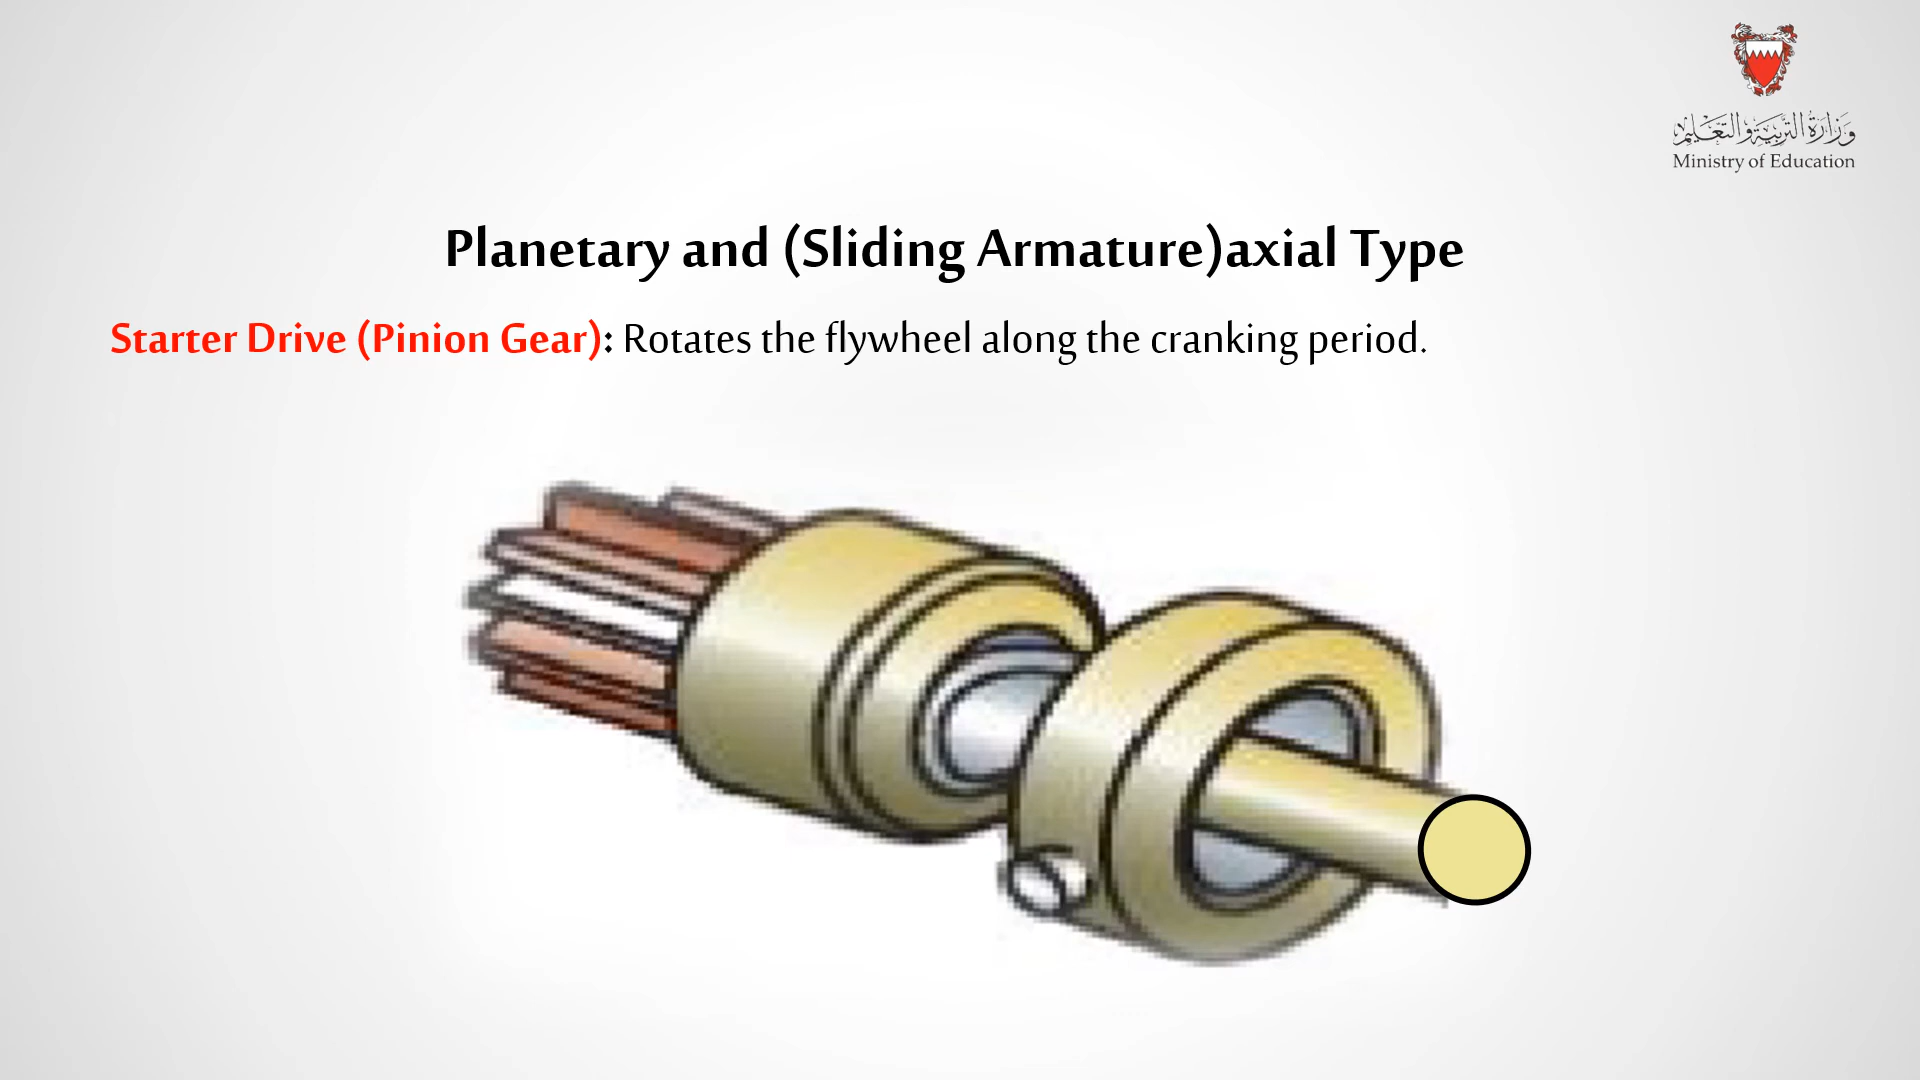 وزارة التربية والتعليم
Ministry of Education
Planetary and (Sliding Armature)axial Type
Starter Drive (Pinion Gear): Rotates the flywheel along the cranking period.